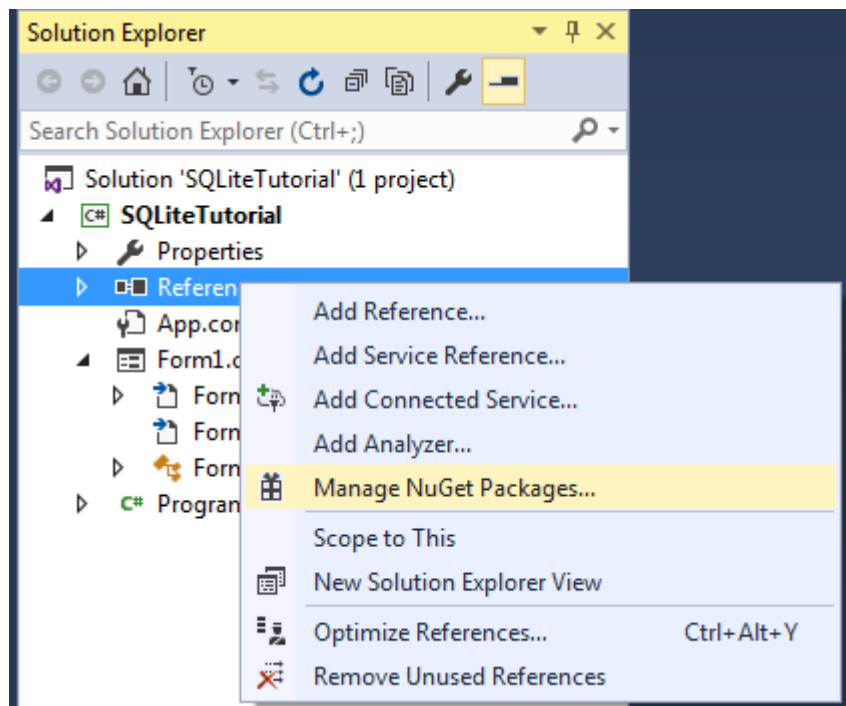 Solution Explorer
Search Solution Explorer (Ctrl+;)
Solution 'SQLiteTutorial' (1 project)
C# SQLiteTutorial
Properties
Referen
App.con
Form1.c
Form
Form
Form
C# Program
Add Reference...
Add Service Reference...
Add Connected Service...
Add Analyzer...
Manage NuGet Packages...
Scope to This
New Solution Explorer View
Optimize References... Ctrl+Alt+Y
Remove Unused References